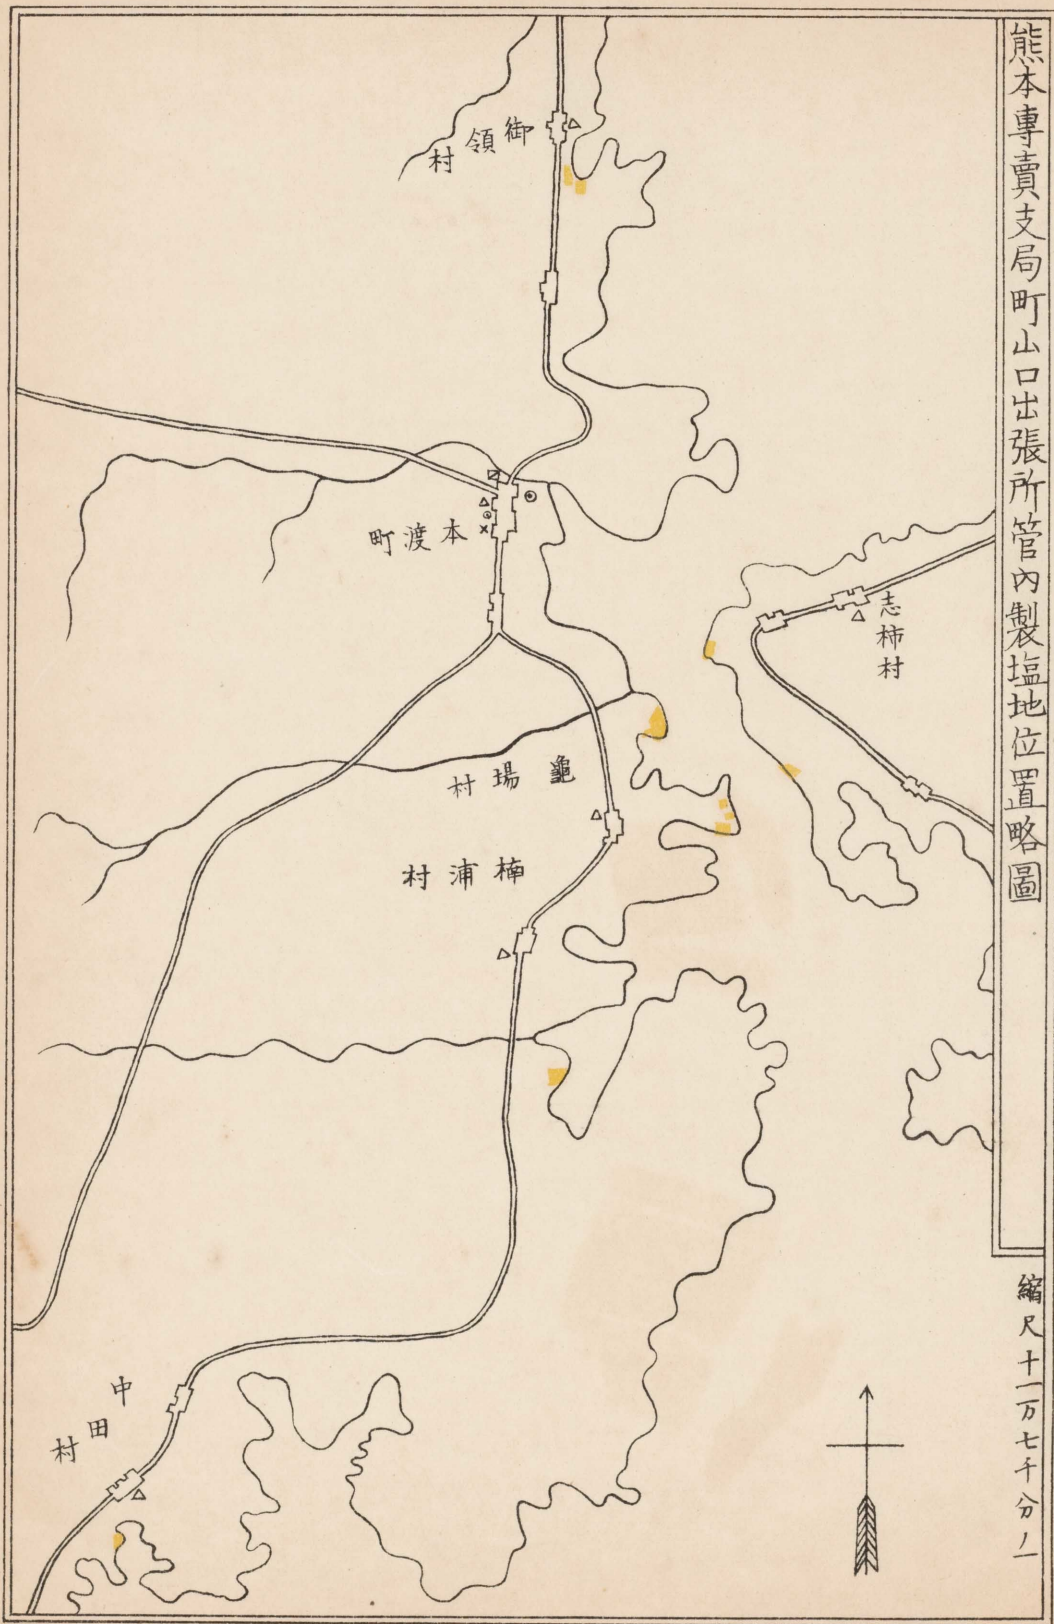 熊本專賣支局町山口出張所管內製塩地位置略圖
縮尺十一万七千分ノ一
御領村
本渡町
志柿村
龜場村
楠浦村
中田村